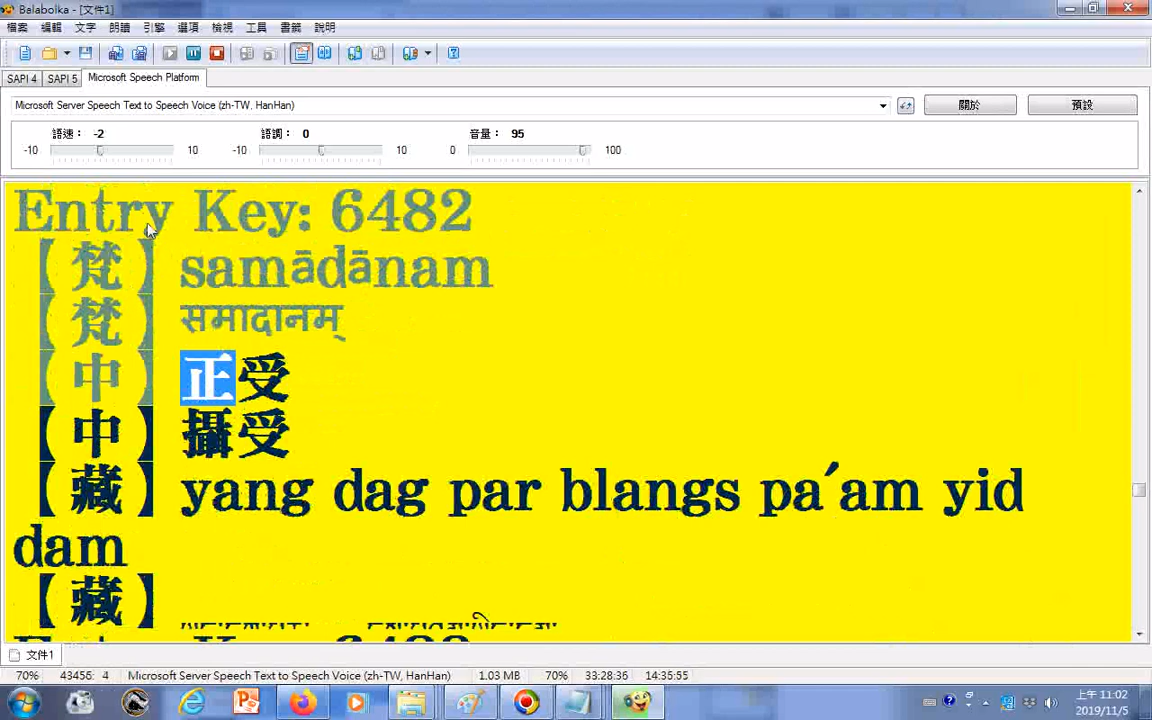 Balabolka - [文件1]
檔案 編輯 文字 朗讀 引擎 選項 檢視 工具 書籤 說明
SAPI 4 SAPI 5 Microsoft Speech Platform
Microsoft Server Speech Text to Speech Voice (zh-TW, HanHan) 關於 預設
語速： -2 語調： 0 音量： 95
-10 10 -10 10 0 100
Entry Key: 6482
【梵】 samādānam
【梵】 समादानम्
【中】 正受
【中】 攝受
【藏】 yang dag par blangs pa'am yid
dam
【藏】
Entry Key: 6482
文件1
70% 43456: 4 Microsoft Server Speech Text to Speech Voice (zh-TW, HanHan) 1.03 MB 70% 33:28:36 14:35:55
上午 11:02
2019/11/5